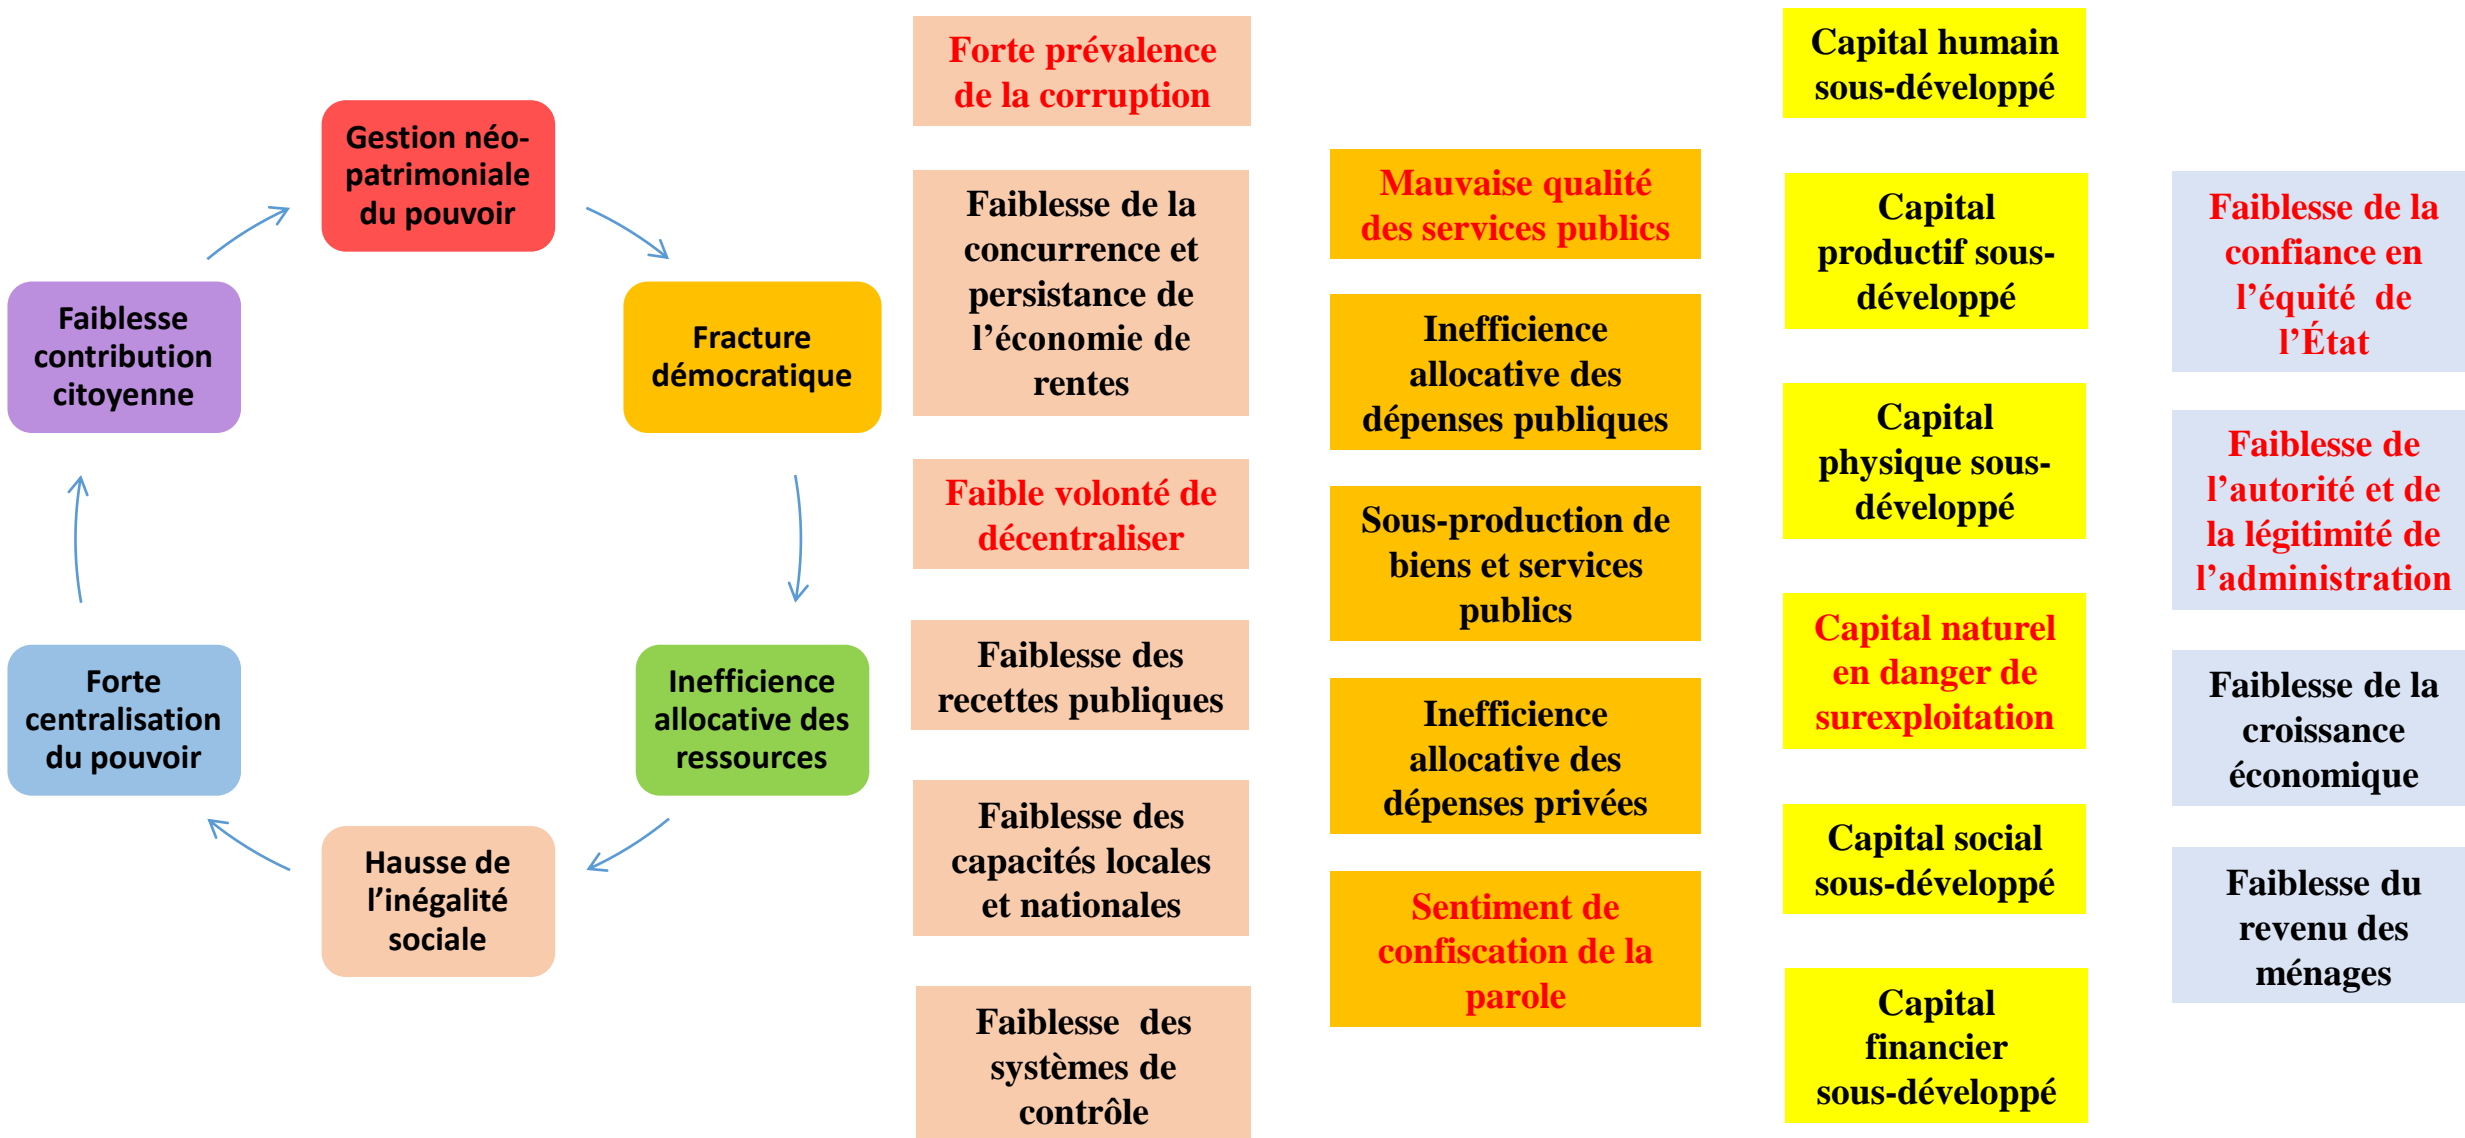 Gestion néo-
patrimoniale
du pouvoir
Fracture
démocratique
Inefficience
allocative des
ressources
Hausse de
l'inégalité
sociale
Forte
centralisation
du pouvoir
Faiblesse
contribution
citoyenne
Forte prévalence
de la corruption
Faiblesse de la
concurrence et
persistance de
l'économie de
rentes
Faible volonté de
décentraliser
Faiblesse des
recettes publiques
Faiblesse des
capacités locales
et nationales
Faiblesse des
systèmes de
contrôle
Mauvaise qualité
des services publics
Inefficience
allocative des
dépenses publiques
Sous-production de
biens et services
publics
Inefficience
allocative des
dépenses privées
Sentiment de
confiscation de la
parole
Capital humain
sous-développé
Capital
productif sous-
développé
Capital
physique sous-
développé
Capital naturel
en danger de
surexploitation
Capital social
sous-développé
Capital
financier
sous-développé
Faiblesse de la
confiance en
l'équité de
l'État
Faiblesse de
l'autorité et de
la légitimité de
l'administration
Faiblesse de la
croissance
économique
Faiblesse du
revenu des
ménages